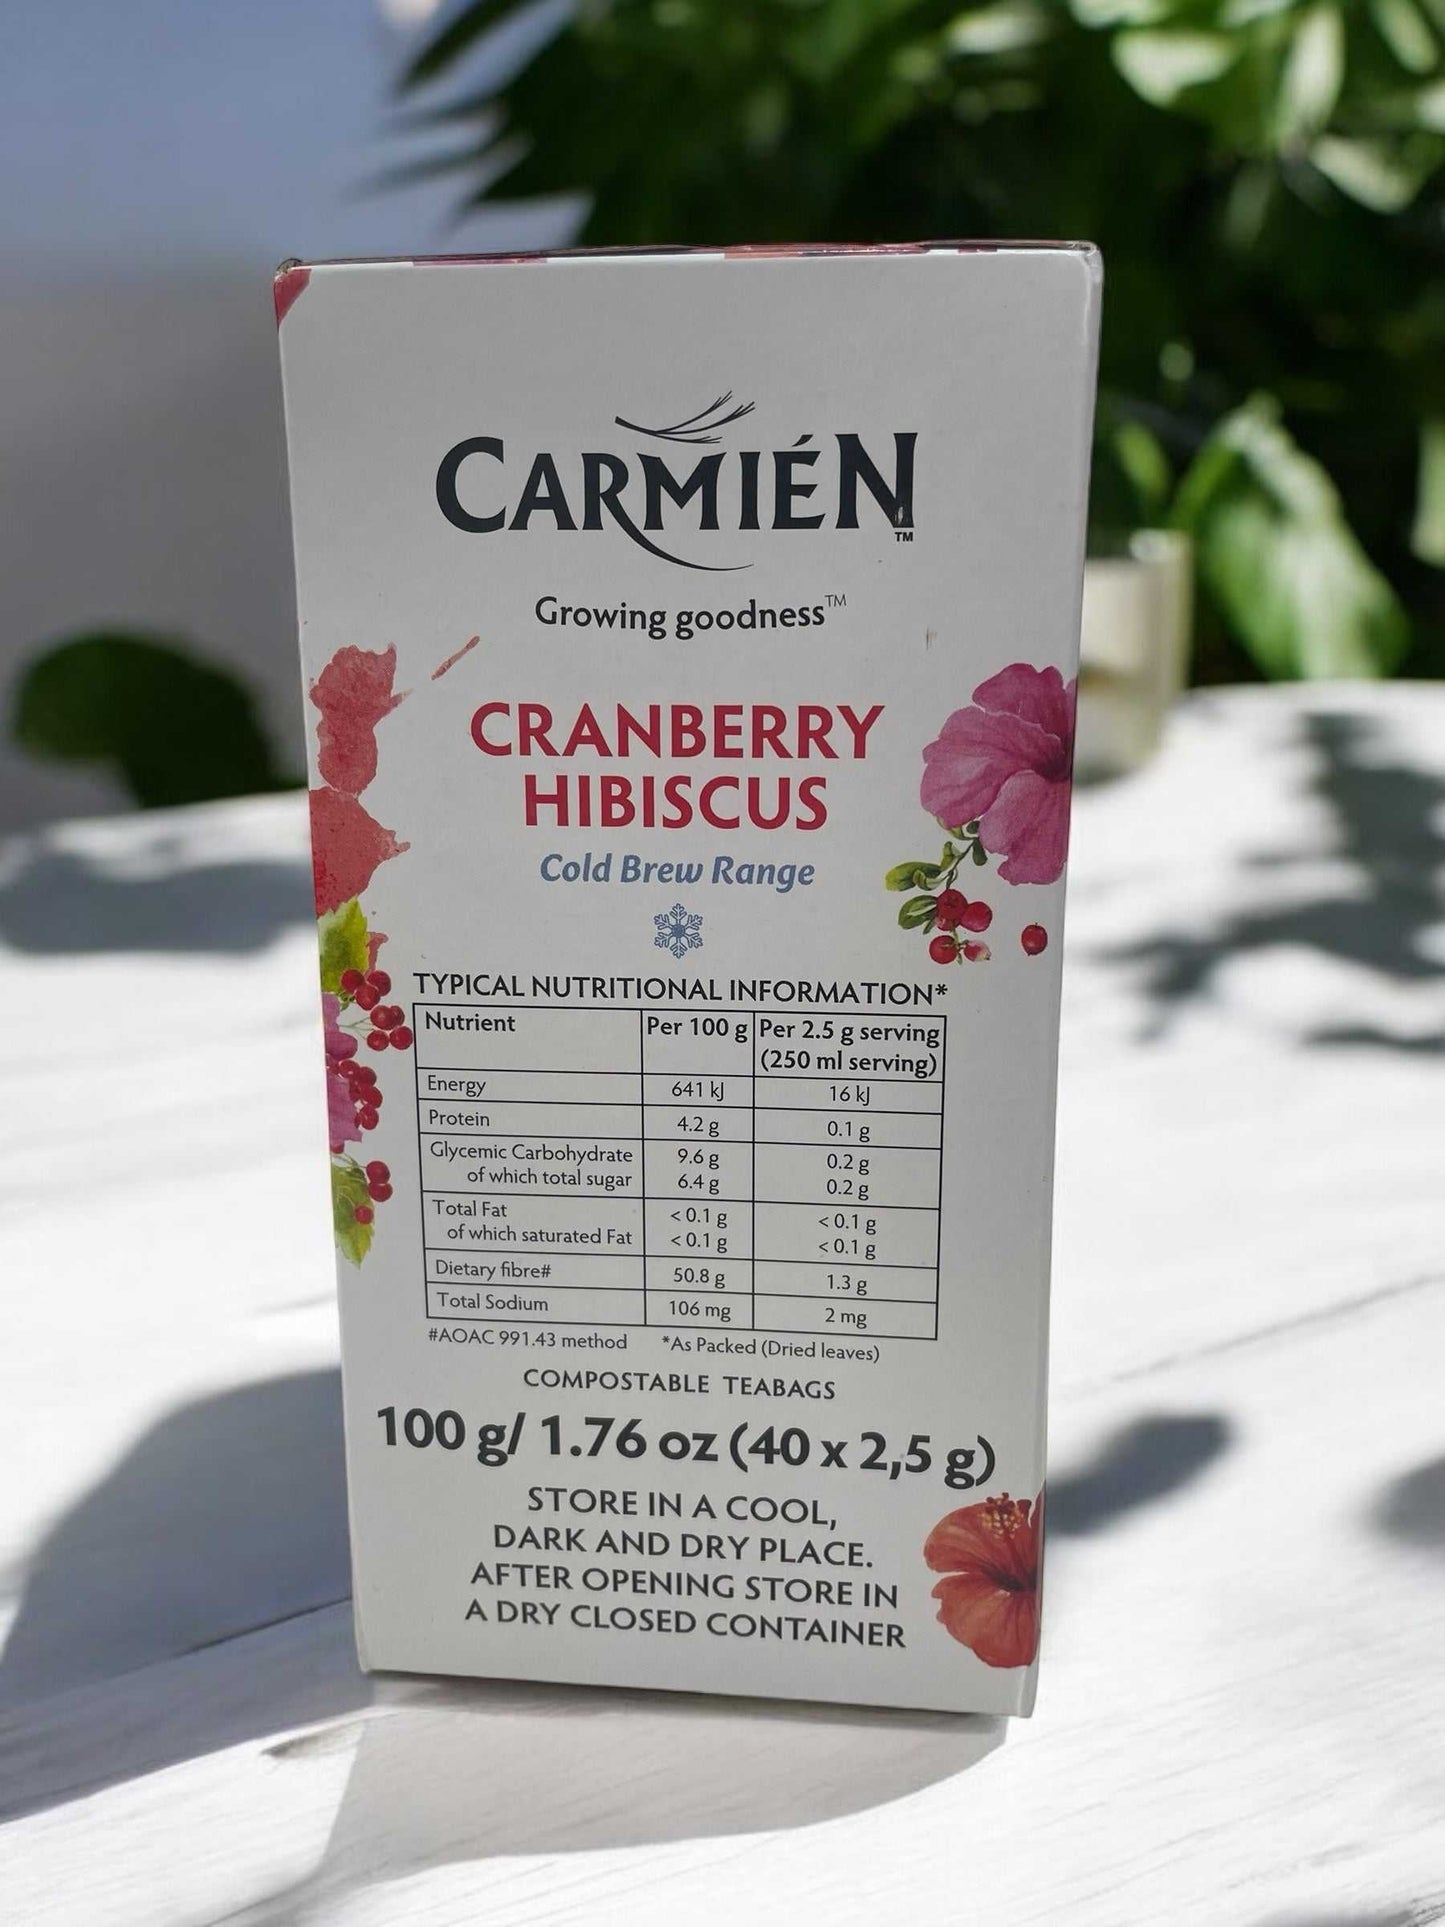 CARMIÉN
TM
Growing goodness™
CRANBERRY
HIBISCUS
Cold Brew Range
TYPICAL NUTRITIONAL INFORMATION*
Nutrient Per 100 g Per 2.5 g serving
(250 ml serving)
Energy 641 kJ 16 kJ
Protein 4.2 g 0.1 g
Glycemic Carbohydrate 9.6 g 0.2 g
of which total sugar 6.4 g 0.2 g
Total Fat <0.1 g <0.1 g
of which saturated Fat <0.1 g <0.1 g
Dietary fibre# 50.8 g 1.3 g
Total Sodium 106 mg 2 mg
#AOAC 991.43 method *As Packed (Dried leaves)
COMPOSTABLE TEABAGS
100 g/ 1.76 oz (40 x 2,5 g)
STORE IN A COOL,
DARK AND DRY PLACE.
AFTER OPENING STORE IN
A DRY CLOSED CONTAINER